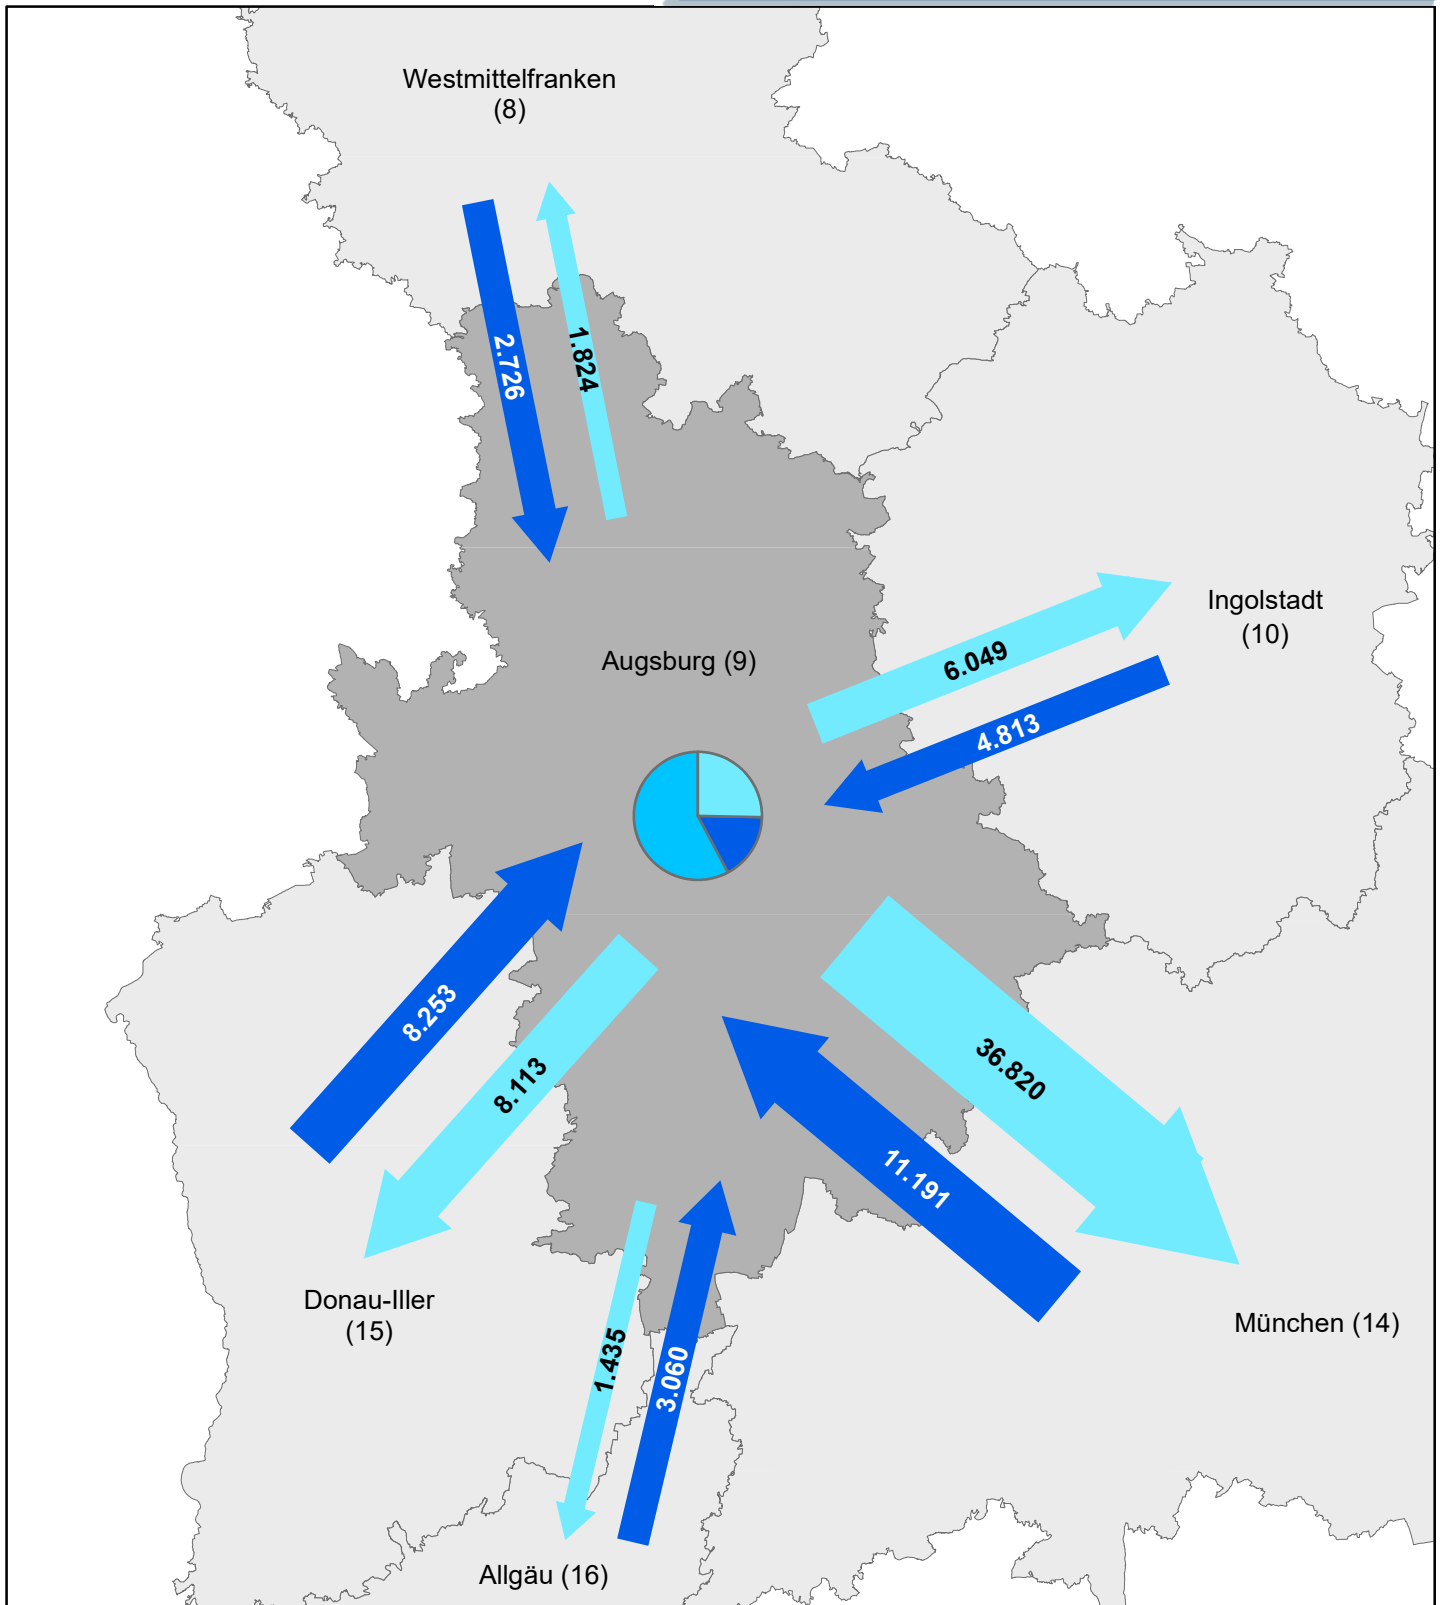 Westmittelfranken
(8)
2.726
1.824
Ingolstadt
(10)
6.049
Augsburg (9)
4.813
8.253
8.113
36.820
11.191
Donau-Iller
(15)
München (14)
1.435
3.060
Allgäu (16)